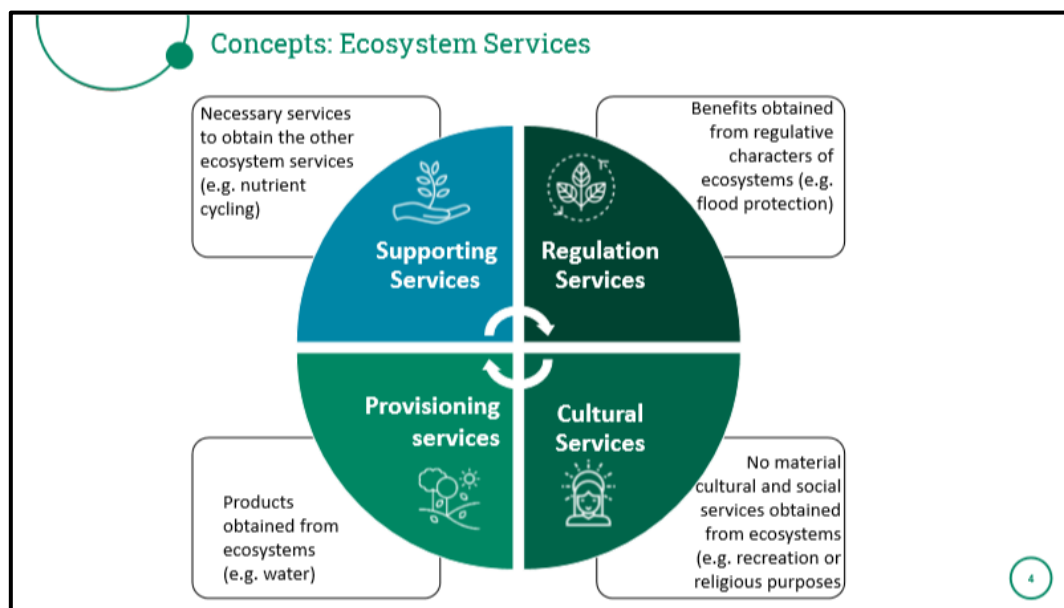 Concepts: Ecosystem Services
Necessary services
to obtain the other
ecosystem services
(e.g. nutrient
cycling)
Benefits obtained
from regulative
characters of
ecosystems (e.g.
flood protection)
Supporting
Services
Regulation
Services
Provisioning
services
Cultural
Services
Products
obtained from
ecosystems
(e.g. water)
No material
cultural and social
services obtained
from ecosystems
(e.g. recreation or
religious purposes
4